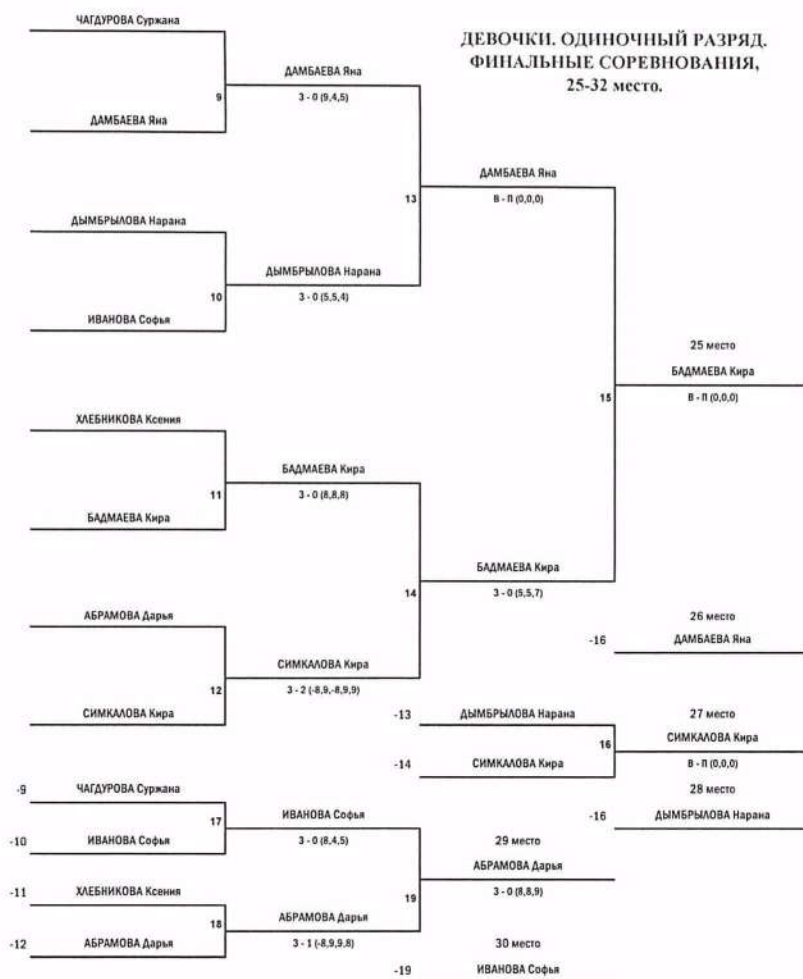 ДЕВОЧКИ. ОДИНОЧНЫЙ РАЗРЯД.
ФИНАЛЬНЫЕ СОРЕВНОВАНИЯ,
25-32 место.
ЧАГДУРОВА Суржана
9
ДАМБАЕВА Яна
3 - 0 (9,4,5)
ДАМБАЕВА Яна
13
ДАМБАЕВА Яна
В - П (0,0,0)
ДЫМБРЫЛОВА Нарана
10
ДЫМБРЫЛОВА Нарана
3 - 0 (5,5,4)
ИВАНОВА Софья
15
25 место
БАДМАЕВА Кира
В - П (0,0,0)
ХЛЕБНИКОВА Ксения
11
БАДМАЕВА Кира
3 - 0 (8,8,8)
БАДМАЕВА Кира
14
БАДМАЕВА Кира
3 - 0 (5,5,7)
АБРАМОВА Дарья
12
СИМКАЛОВА Кира
3 - 2 (-8,9,-8,9,9)
СИМКАЛОВА Кира
26 место
-16 ДАМБАЕВА Яна
-13 ДЫМБРЫЛОВА Нарана
16
-14 СИМКАЛОВА Кира
27 место
СИМКАЛОВА Кира
В - П (0,0,0)
28 место
-16 ДЫМБРЫЛОВА Нарана
-9 ЧАГДУРОВА Суржана
17
-10 ИВАНОВА Софья
ИВАНОВА Софья
3 - 0 (8,4,5)
-11 ХЛЕБНИКОВА Ксения
18
-12 АБРАМОВА Дарья
АБРАМОВА Дарья
3 - 1 (-8,9,9,8)
19
29 место
АБРАМОВА Дарья
3 - 0 (8,8,9)
30 место
-19 ИВАНОВА Софья